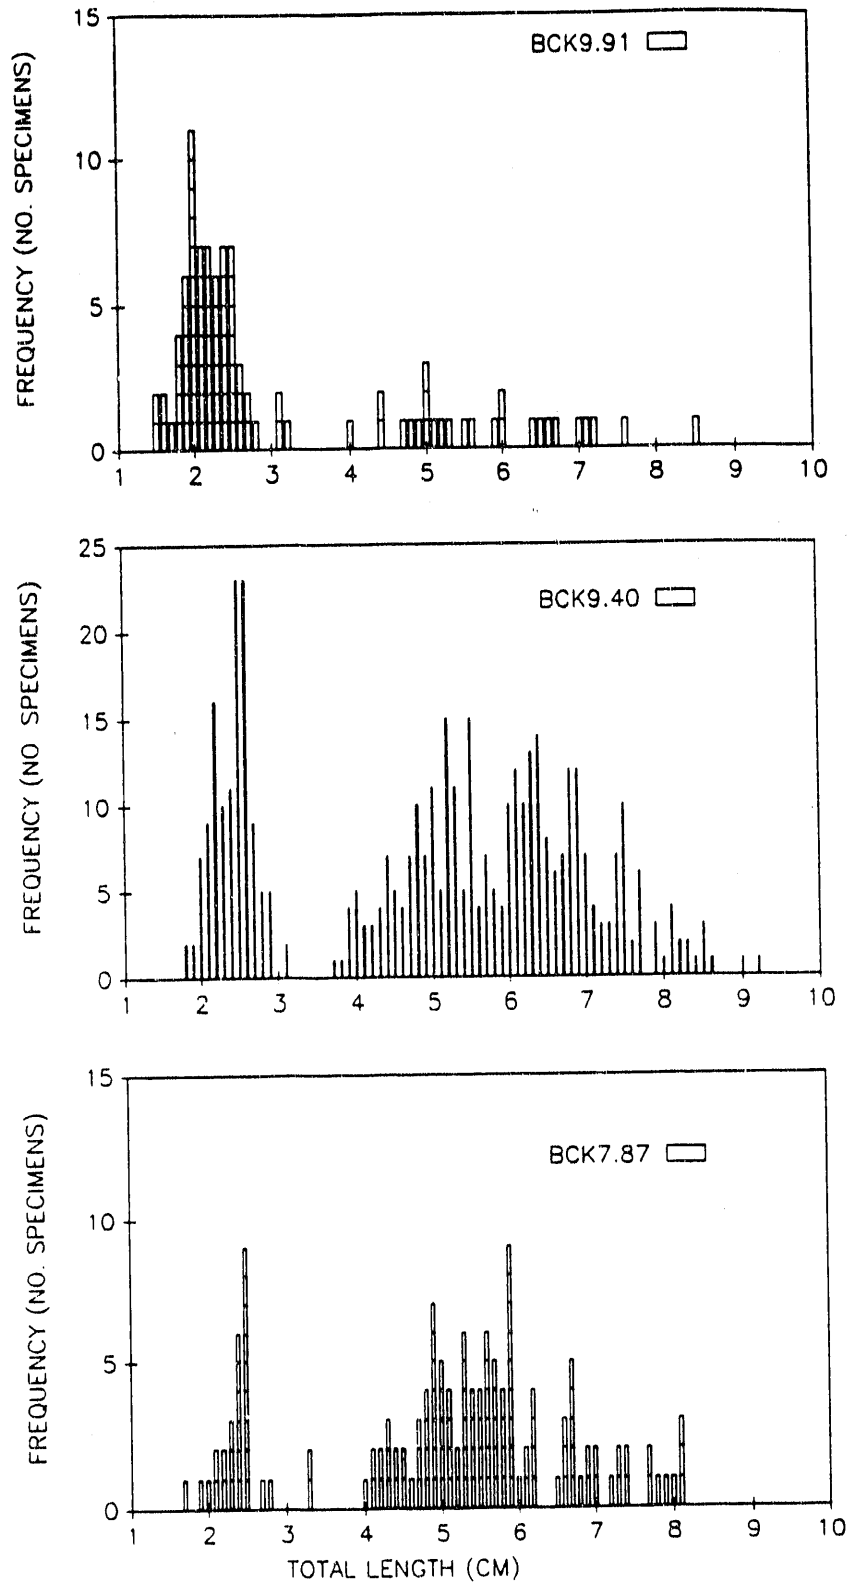 FREQUENCY (NO. SPECIMENS)
15
10
5
0
BCK9.91
1 2 3 4 5 6 7 8 9 10
FREQUENCY (NO SPECIMENS)
25
20
15
10
5
0
BCK9.40
1 2 3 4 5 6 7 8 9 10
FREQUENCY (NO. SPECIMENS)
15
10
5
0
BCK7.87
1 2 3 4 5 6 7 8 9 10
TOTAL LENGTH (CM)